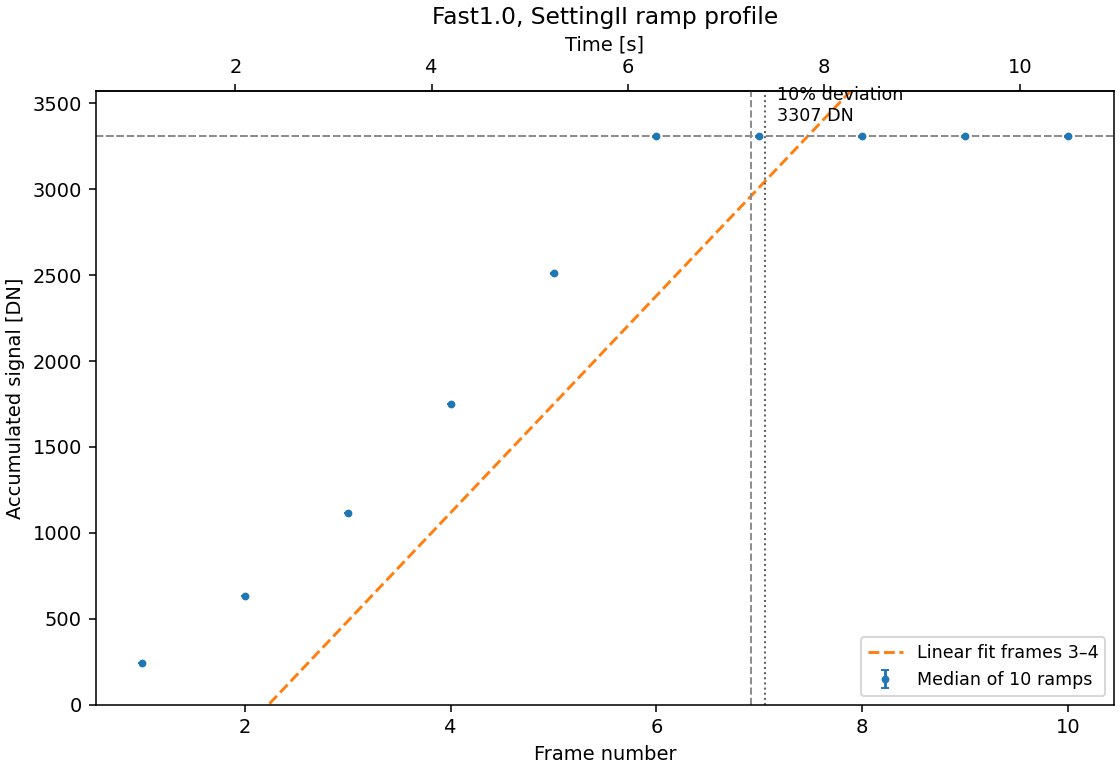 Fast1.0, SettingII ramp profile
Time [s]
2 4 6 8 10
10% deviation
3307 DN
3500
3000
2500
2000
1500
1000
500
0
Accumulated signal [DN]
Linear fit frames 3–4
Median of 10 ramps
2 4 6 8 10
Frame number